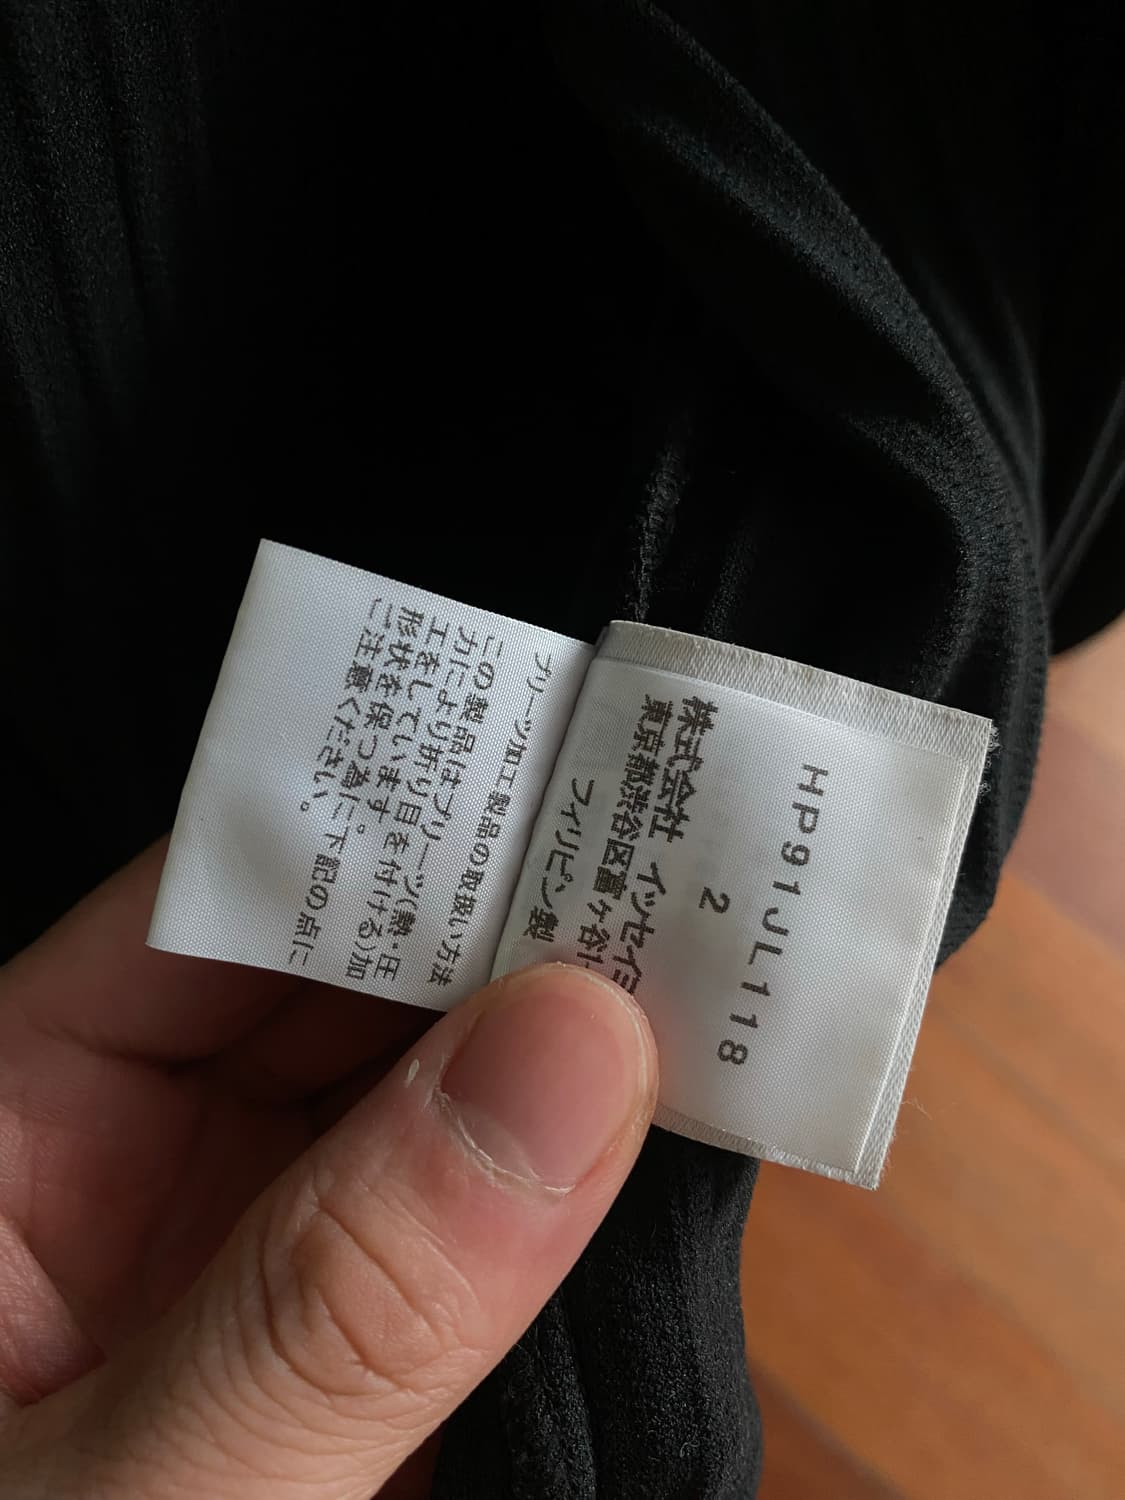 HP91JL118
2
株式会社 イッセイミ
東京都渋谷区富ヶ谷1-
フィリピン製
プリーツ加工製品の取扱い方法
この製品はプリーツ(熱・圧
力により折り目を付ける)加
工をしています。
形状を保つ為に下記の点に
ご注意ください。